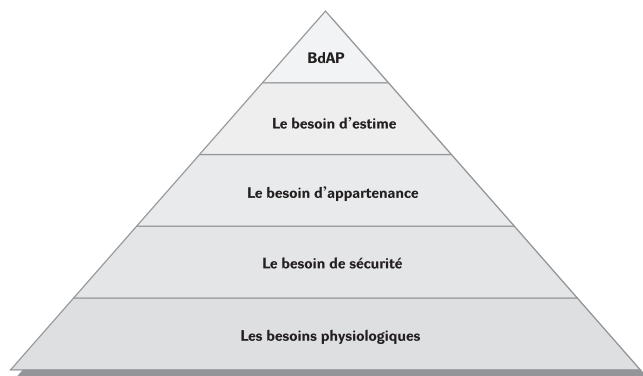 BdAP
Le besoin d’estime
Le besoin d’appartenance
Le besoin de sécurité
Les besoins physiologiques